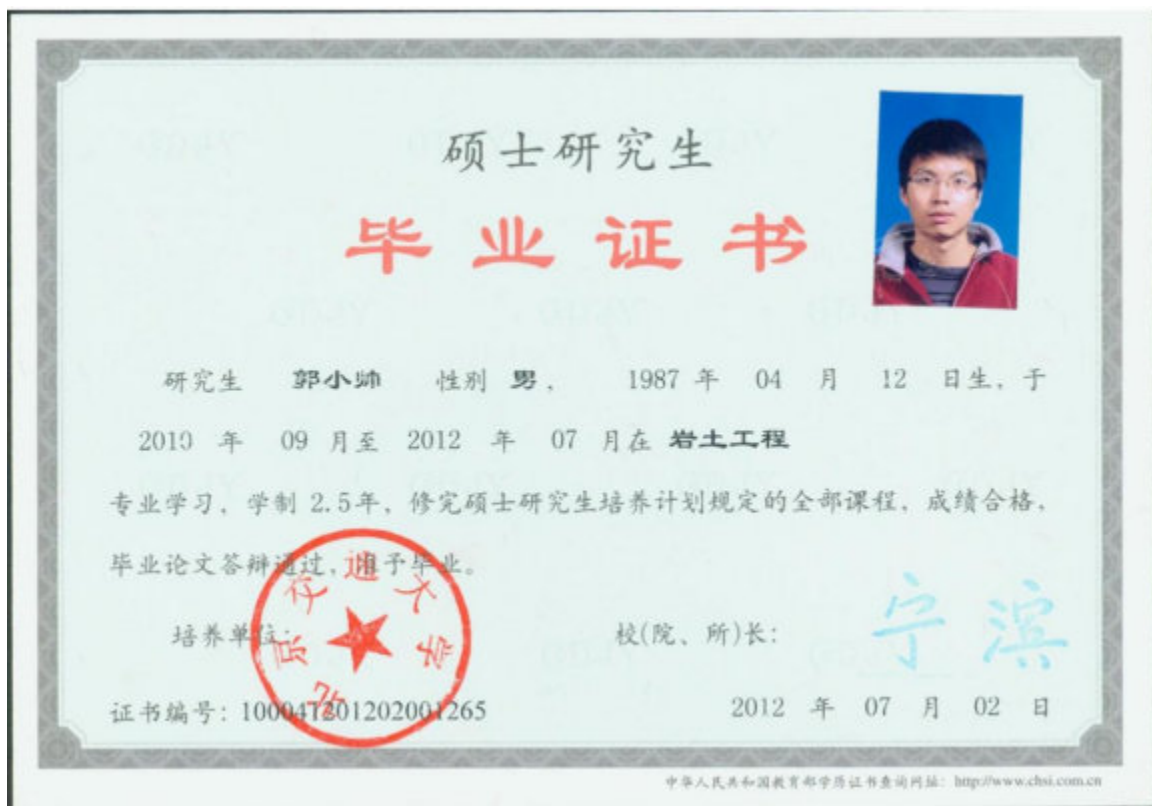 硕士研究生
毕业证书
研究生 郭小帅 性别 男， 1987 年 04 月 12 日生，于
2010 年 09 月至 2012 年 07 月在 岩土工程
专业学习，学制 2.5年，修完硕士研究生培养计划规定的全部课程，成绩合格，
毕业论文答辩通过，准予毕业。
培养单位：
北京交通大学
校(院、所)长：
宁滨
证书编号：100041201202001265
2012 年 07 月 02 日
中华人民共和国教育部学历证书查询网址：http://www.chsi.com.cn